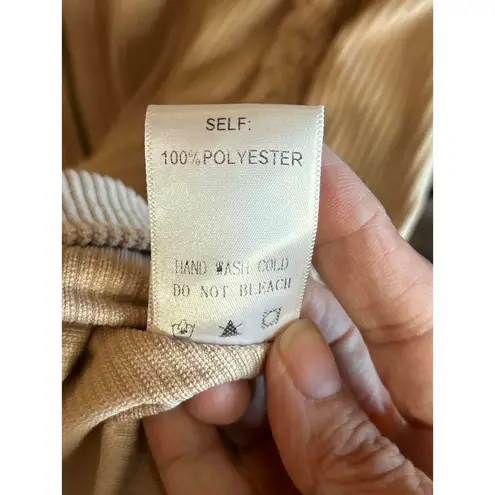 SELF:
100% POLYESTER
HAND WASH COLD
DO NOT BLEACH